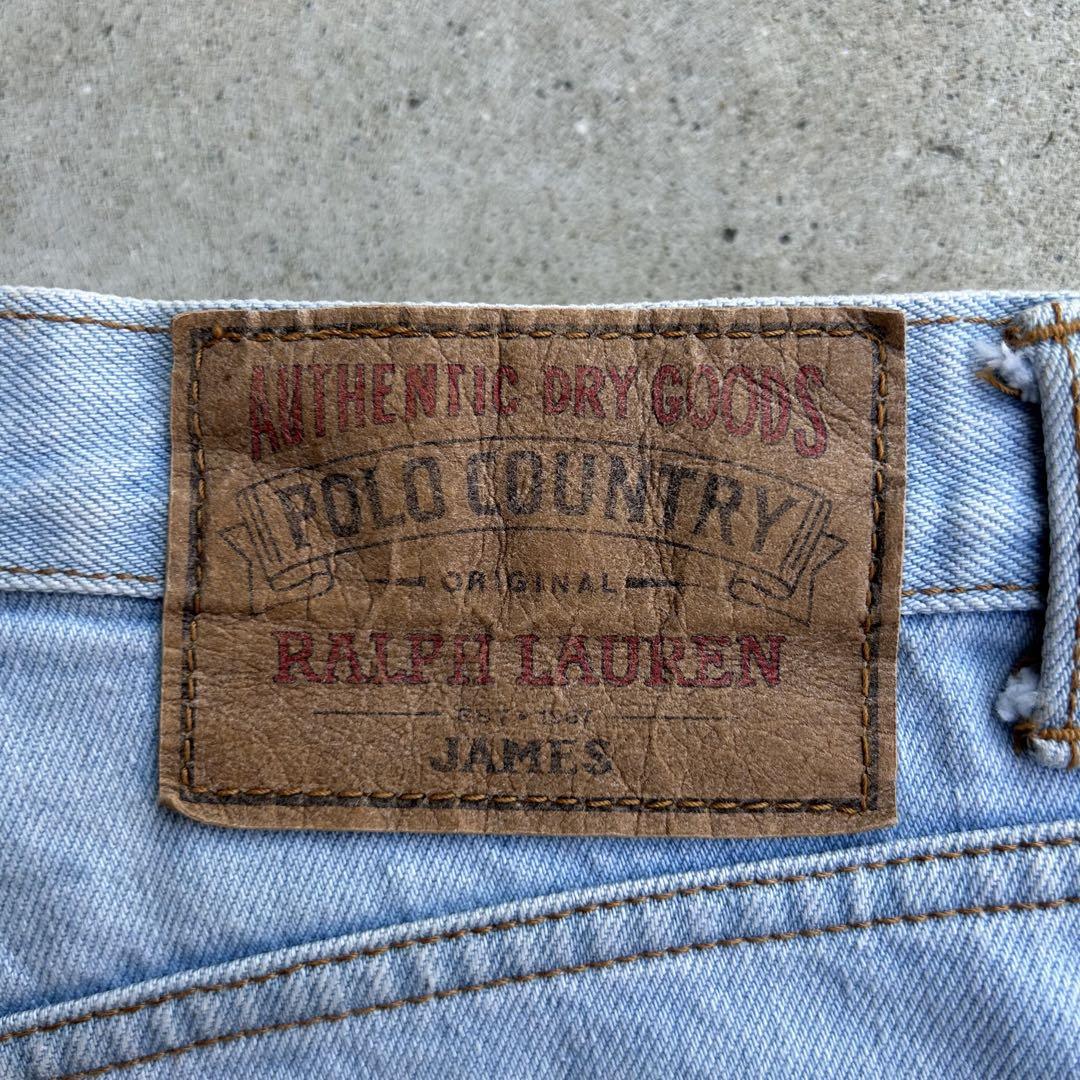 AUTHENTIC DRY GOODS
POLO COUNTRY
ORIGINAL
RALPH LAUREN
EST • 1967
JAMES